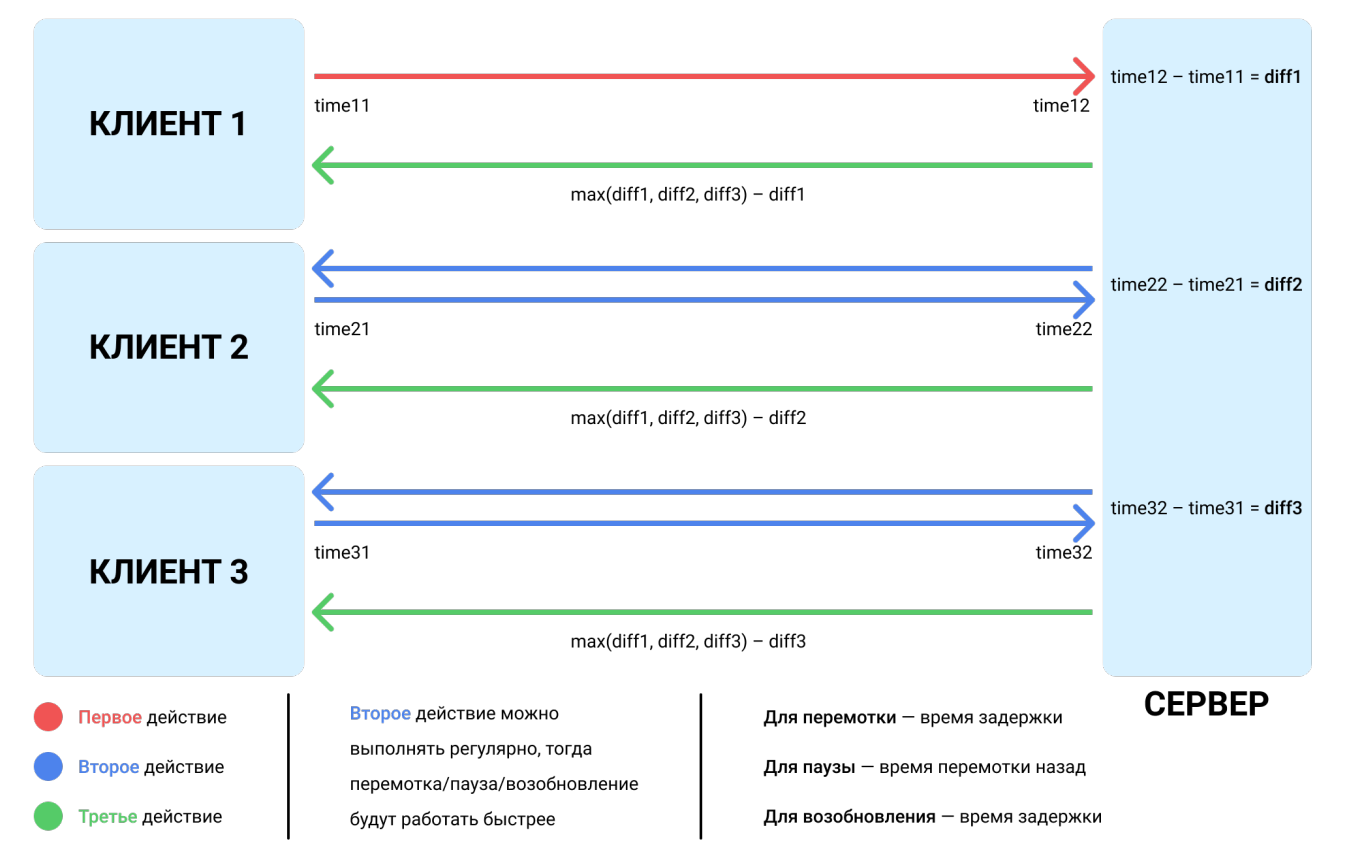 КЛИЕНТ 1
time11
time12
time12 – time11 = diff1
max(diff1, diff2, diff3) – diff1
КЛИЕНТ 2
time21
time22
time22 – time21 = diff2
max(diff1, diff2, diff3) – diff2
КЛИЕНТ 3
time31
time32
time32 – time31 = diff3
max(diff1, diff2, diff3) – diff3
СЕРВЕР
Первое действие
Второе действие
Третье действие
Второе действие можно
выполнять регулярно, тогда
перемотка/пауза/возобновление
будут работать быстрее
Для перемотки — время задержки
Для паузы — время перемотки назад
Для возобновления — время задержки